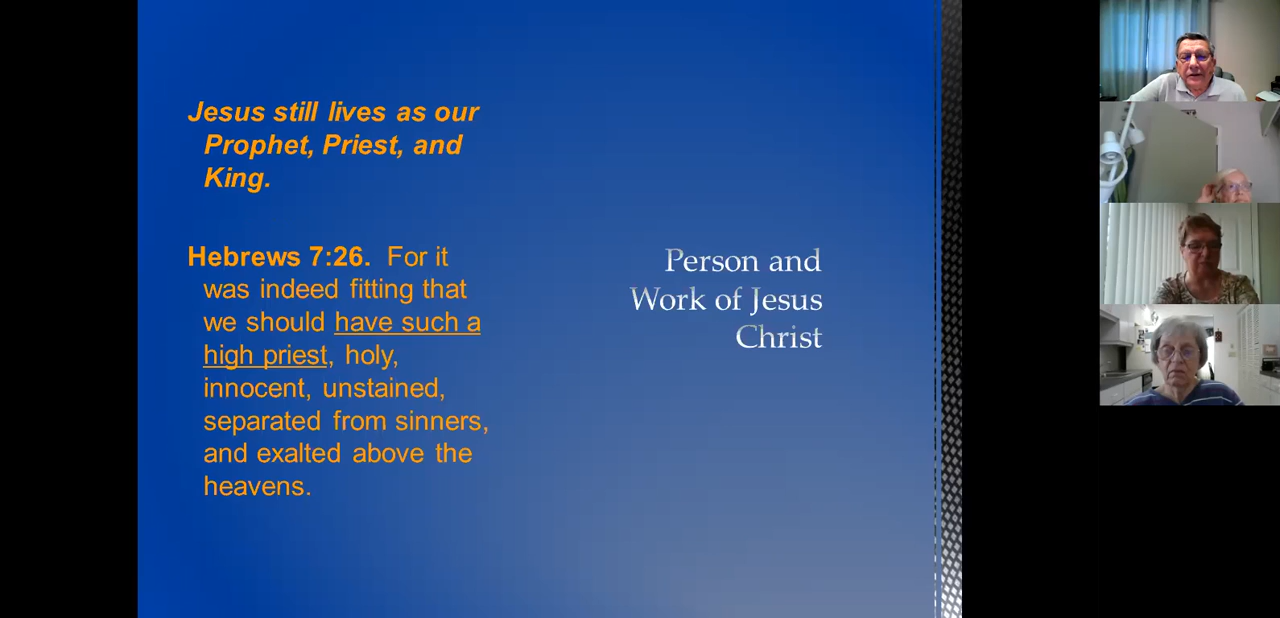 Jesus still lives as our
Prophet, Priest, and
King.
Hebrews 7:26. For it
was indeed fitting that
we should have such a
high priest, holy,
innocent, unstained,
separated from sinners,
and exalted above the
heavens.
Person and
Work of Jesus
Christ